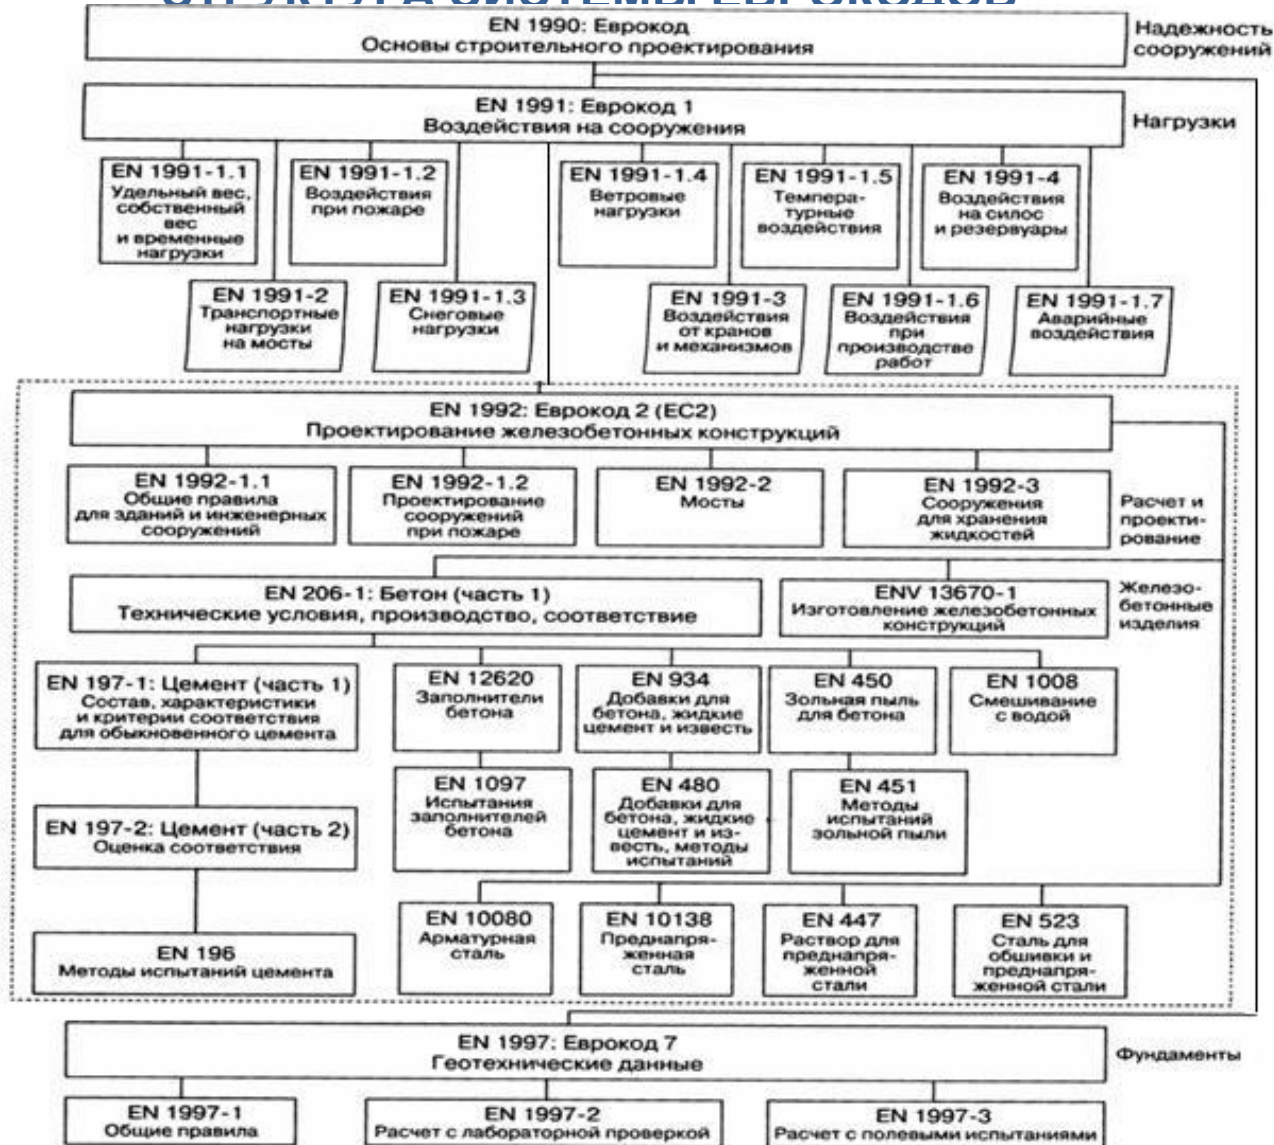 СТРУКТУРА СИСТЕМЫ ЕВРОКОДОВ
EN 1990: Еврокод
Основы строительного проектирования
Надежность
сооружений
EN 1991: Еврокод 1
Воздействия на сооружения
Нагрузки
EN 1991-1.1
Удельный вес,
собственный
вес
и временные
нагрузки
EN 1991-1.2
Воздействия
при пожаре
EN 1991-1.4
Ветровые
нагрузки
EN 1991-1.5
Темпера-
турные
воздействия
EN 1991-4
Воздействия
на силос
и резервуары
EN 1991-2
Транспортные
нагрузки
на мосты
EN 1991-1.3
Снеговые
нагрузки
EN 1991-3
Воздействия
от кранов
и механизмов
EN 1991-1.6
Воздействия
при
производстве
работ
EN 1991-1.7
Аварийные
воздействия
EN 1992: Еврокод 2 (EC2)
Проектирование железобетонных конструкций
EN 1992-1.1
Общие правила
для зданий и инженерных
сооружений
EN 1992-1.2
Проектирование
сооружений
при пожаре
EN 1992-2
Мосты
EN 1992-3
Сооружения
для хранения
жидкостей
Расчет и
проекти-
рование
EN 206-1: Бетон (часть 1)
Технические условия, производство, соответствие
ENV 13670-1
Изготовление железобетонных
конструкций
Железо-
бетонные
изделия
EN 197-1: Цемент (часть 1)
Состав, характеристики
и критерии соответствия
для обыкновенного цемента
EN 12620
Заполнители
бетона
EN 934
Добавки для
бетона, жидкие
цемент и известь
EN 450
Зольная пыль
для бетона
EN 1008
Смешивание
с водой
EN 1097
Испытания
заполнителей
бетона
EN 480
Добавки для
бетона, жидкие
цемент и из-
весть, методы
испытаний
EN 451
Методы
испытаний
зольной пыли
EN 197-2: Цемент (часть 2)
Оценка соответствия
EN 10080
Арматурная
сталь
EN 10138
Преднапря-
женная
сталь
EN 447
Раствор для
преднапря-
женной
стали
EN 523
Сталь для
обшивки и
преднапря-
женной стали
EN 196
Методы испытаний цемента
EN 1997: Еврокод 7
Геотехнические данные
Фундаменты
EN 1997-1
Общие правила
EN 1997-2
Расчет с лабораторной проверкой
EN 1997-3
Расчет с полевыми испытаниями